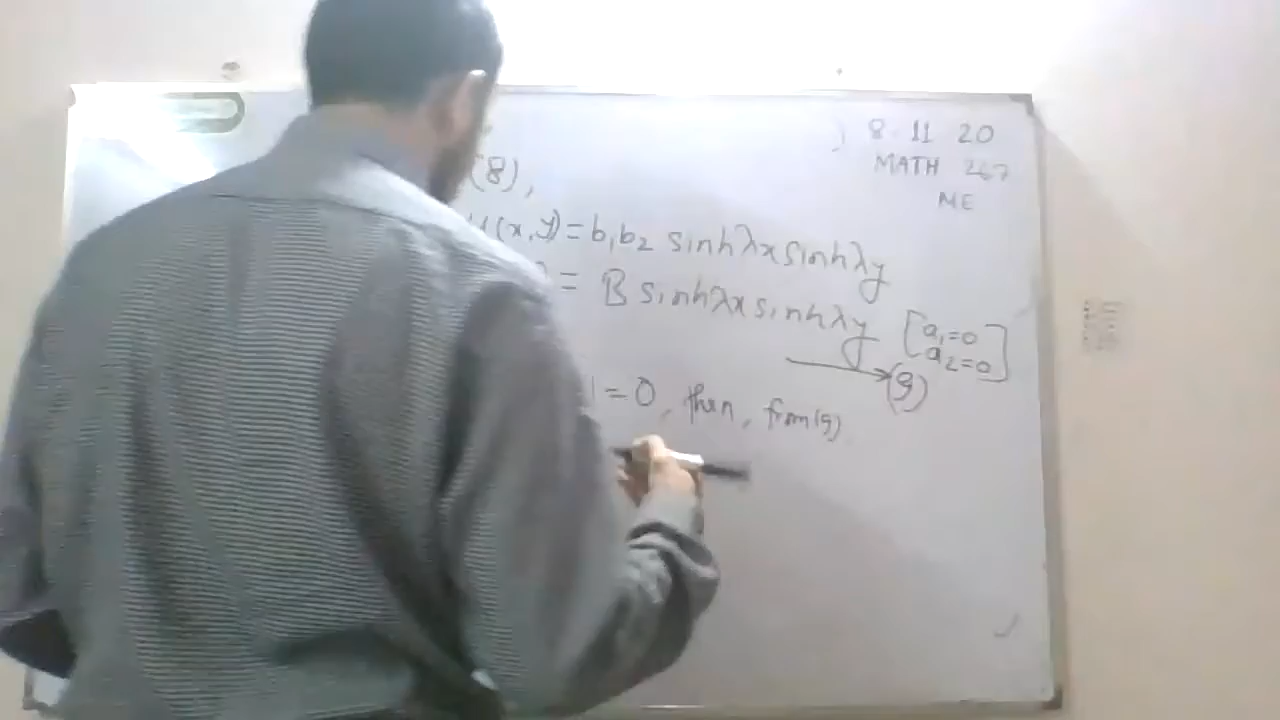 8 11 20
MATH 267
ME
(8),
u(x,y) = b₁b₂ sinhλx sinhλy
= B sinhλx sinhλy [a₁=0
a₂=0]
(9)
=0, then, from(9)